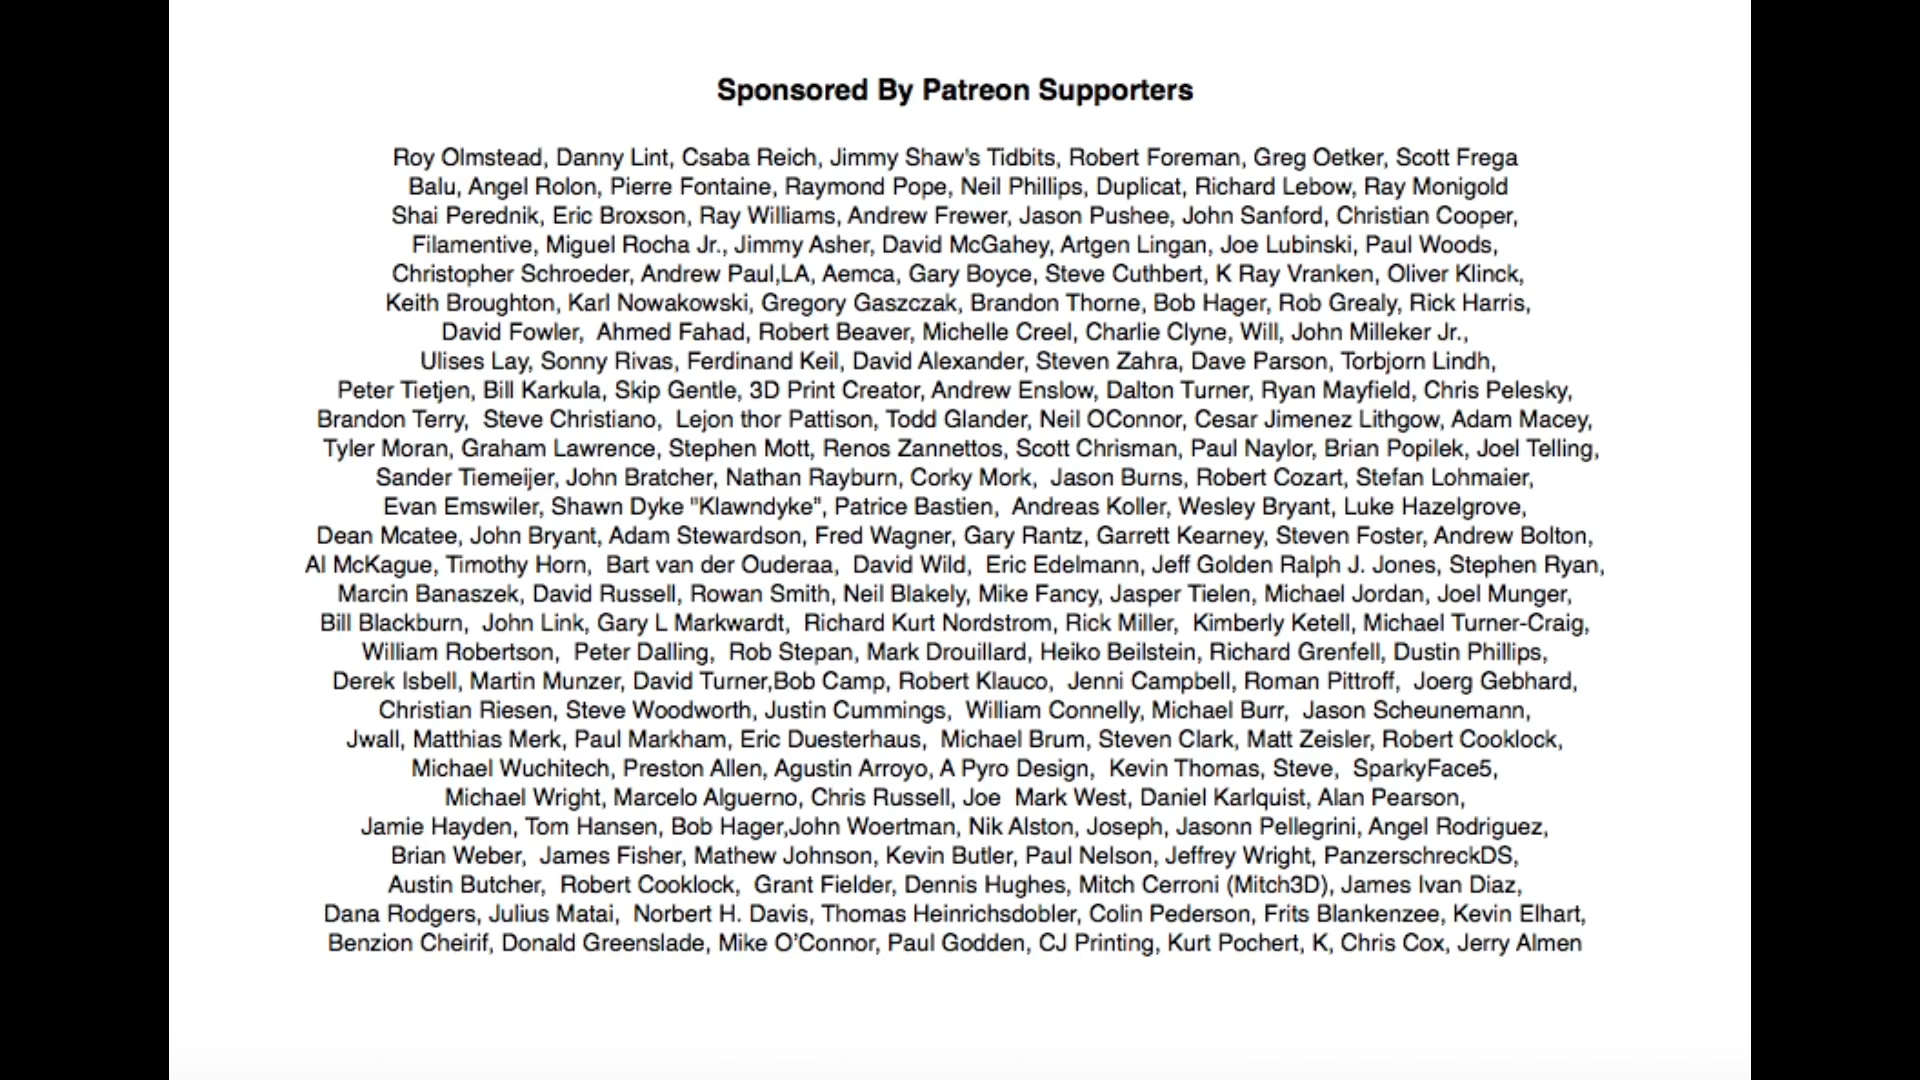 Sponsored By Patreon Supporters
Roy Olmstead, Danny Lint, Csaba Reich, Jimmy Shaw's Tidbits, Robert Foreman, Greg Oetker, Scott Frega
Balu, Angel Rolon, Pierre Fontaine, Raymond Pope, Neil Phillips, Duplicat, Richard Lebow, Ray Monigold
Shai Perednik, Eric Broxson, Ray Williams, Andrew Frewer, Jason Pushee, John Sanford, Christian Cooper,
Filamentive, Miguel Rocha Jr., Jimmy Asher, David McGahey, Artgen Lingan, Joe Lubinski, Paul Woods,
Christopher Schroeder, Andrew Paul,LA, Aemca, Gary Boyce, Steve Cuthbert, K Ray Vranken, Oliver Klinck,
Keith Broughton, Karl Nowakowski, Gregory Gaszczak, Brandon Thorne, Bob Hager, Rob Grealy, Rick Harris,
David Fowler,  Ahmed Fahad, Robert Beaver, Michelle Creel, Charlie Clyne, Will, John Milleker Jr.,
Ulises Lay, Sonny Rivas, Ferdinand Keil, David Alexander, Steven Zahra, Dave Parson, Torbjorn Lindh,
Peter Tietjen, Bill Karkula, Skip Gentle, 3D Print Creator, Andrew Enslow, Dalton Turner, Ryan Mayfield, Chris Pelesky,
Brandon Terry,  Steve Christiano,  Lejon thor Pattison, Todd Glander, Neil OConnor, Cesar Jimenez Lithgow, Adam Macey,
Tyler Moran, Graham Lawrence, Stephen Mott, Renos Zannettos, Scott Chrisman, Paul Naylor, Brian Popilek, Joel Telling,
Sander Tiemeijer, John Bratcher, Nathan Rayburn, Corky Mork,  Jason Burns, Robert Cozart, Stefan Lohmaier,
Evan Emswiler, Shawn Dyke "Klawndyke", Patrice Bastien,  Andreas Koller, Wesley Bryant, Luke Hazelgrove,
Dean Mcatee, John Bryant, Adam Stewardson, Fred Wagner, Gary Rantz, Garrett Kearney, Steven Foster, Andrew Bolton,
Al McKague, Timothy Horn,  Bart van der Ouderaa,  David Wild,  Eric Edelmann, Jeff Golden Ralph J. Jones, Stephen Ryan,
Marcin Banaszek, David Russell, Rowan Smith, Neil Blakely, Mike Fancy, Jasper Tielen, Michael Jordan, Joel Munger,
Bill Blackburn,  John Link, Gary L Markwardt,  Richard Kurt Nordstrom, Rick Miller,  Kimberly Ketell, Michael Turner-Craig,
William Robertson,  Peter Dalling,  Rob Stepan, Mark Drouillard, Heiko Beilstein, Richard Grenfell, Dustin Phillips,
Derek Isbell, Martin Munzer, David Turner,Bob Camp, Robert Klauco,  Jenni Campbell, Roman Pittroff,  Joerg Gebhard,
Christian Riesen, Steve Woodworth, Justin Cummings,  William Connelly, Michael Burr,  Jason Scheunemann,
Jwall, Matthias Merk, Paul Markham, Eric Duesterhaus,  Michael Brum, Steven Clark, Matt Zeisler, Robert Cooklock,
Michael Wuchitech, Preston Allen, Agustin Arroyo, A Pyro Design,  Kevin Thomas, Steve,  SparkyFace5,
Michael Wright, Marcelo Alguerno, Chris Russell, Joe  Mark West, Daniel Karlquist, Alan Pearson,
Jamie Hayden, Tom Hansen, Bob Hager,John Woertman, Nik Alston, Joseph, Jasonn Pellegrini, Angel Rodriguez,
Brian Weber,  James Fisher, Mathew Johnson, Kevin Butler, Paul Nelson, Jeffrey Wright, PanzerschreckDS,
Austin Butcher,  Robert Cooklock,  Grant Fielder, Dennis Hughes, Mitch Cerroni (Mitch3D), James Ivan Diaz,
Dana Rodgers, Julius Matai,  Norbert H. Davis, Thomas Heinrichsdobler, Colin Pederson, Frits Blankenzee, Kevin Elhart,
Benzion Cheirif, Donald Greenslade, Mike O’Connor, Paul Godden, CJ Printing, Kurt Pochert, K, Chris Cox, Jerry Almen